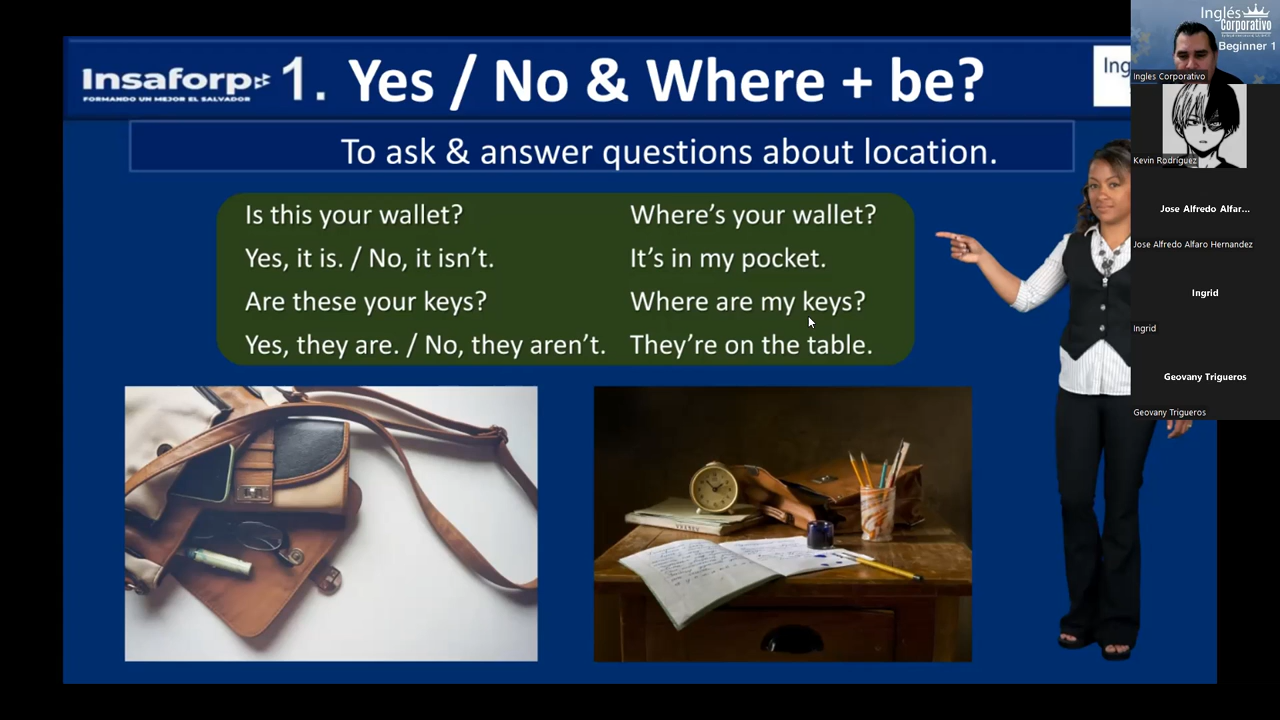 Insaforp
FORMANDO UN MEJOR EL SALVADOR
1. Yes / No & Where + be?
Ing
To ask & answer questions about location.
Is this your wallet?
Yes, it is. / No, it isn't.
Are these your keys?
Yes, they are. / No, they aren't.
Where's your wallet?
It's in my pocket.
Where are my keys?
They're on the table.
Inglés
Corporativo
Beginner 1
Ingles Corporativo
Kevin Rodríguez
Jose Alfredo Alfar...
Jose Alfredo Alfaro Hernandez
Ingrid
Ingrid
Geovany Trigueros
Geovany Trigueros